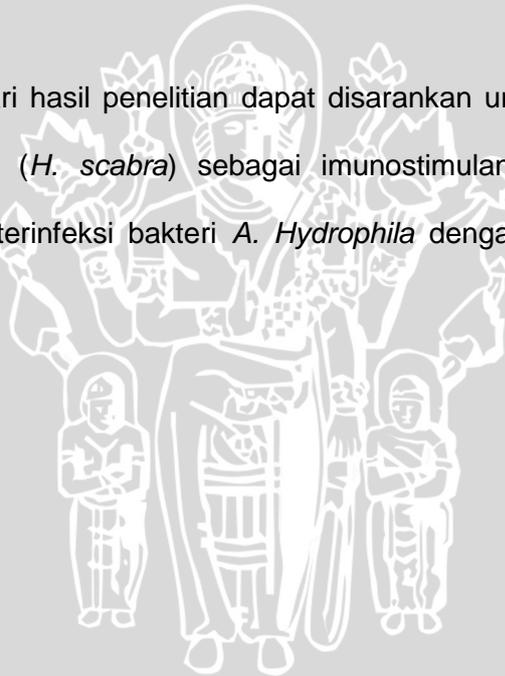 ri hasil penelitian dapat disarankan u
(H. scabra) sebagai imunostimulan
terinfeksi bakteri A. Hydrophila denga